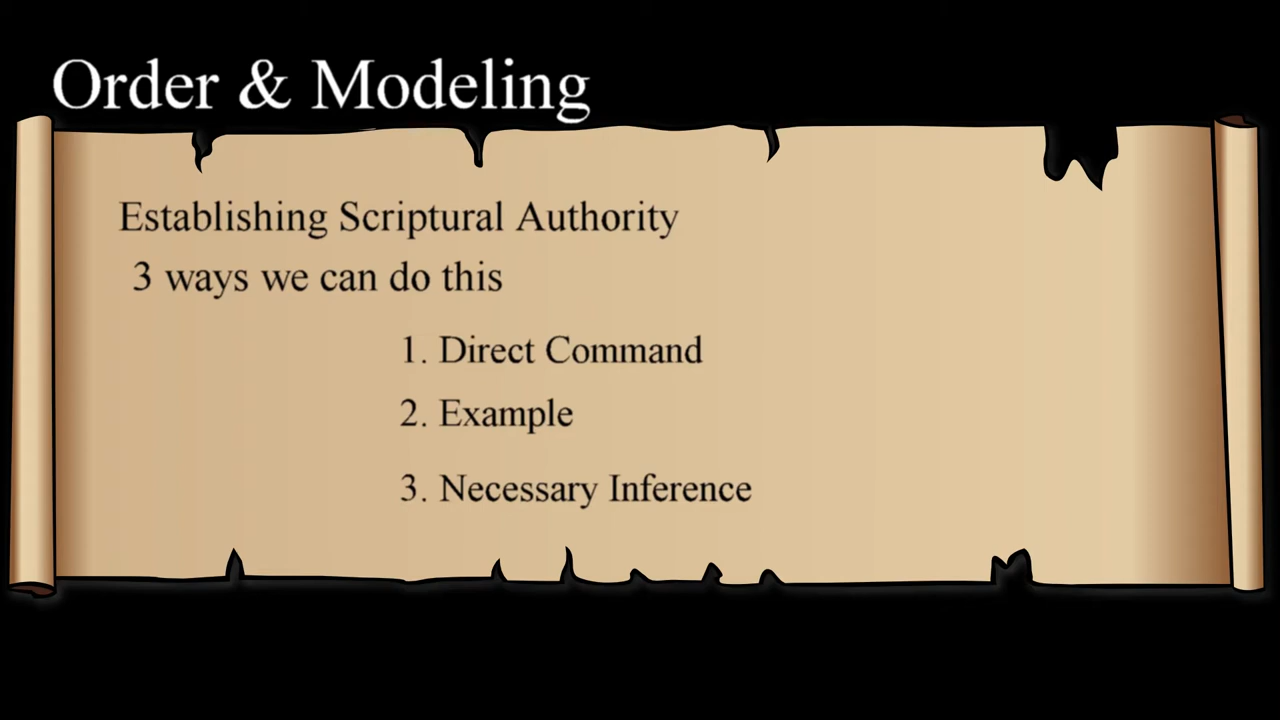 Order & Modeling
Establishing Scriptural Authority
3 ways we can do this
1. Direct Command
2. Example
3. Necessary Inference